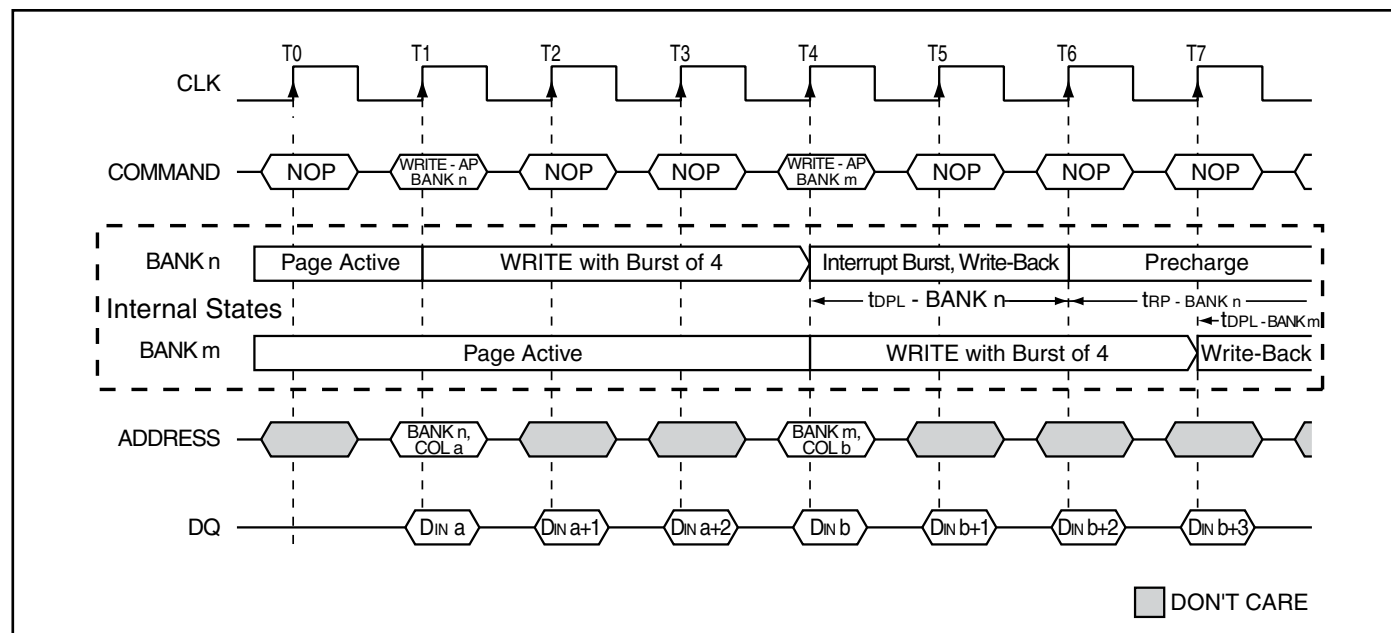 T0 T1 T2 T3 T4 T5 T6 T7
CLK
COMMAND NOP WRITE - AP NOP NOP WRITE - AP NOP NOP NOP
BANK n BANK m
BANK n Page Active WRITE with Burst of 4 Interrupt Burst, Write-Back Precharge
tDPL - BANK n tRP - BANK n
Internal States
tDPL - BANK m
BANK m Page Active WRITE with Burst of 4 Write-Back
ADDRESS BANK n, BANK m,
COL a COL b
DQ DIN a DIN a+1 DIN a+2 DIN b DIN b+1 DIN b+2 DIN b+3
DON'T CARE